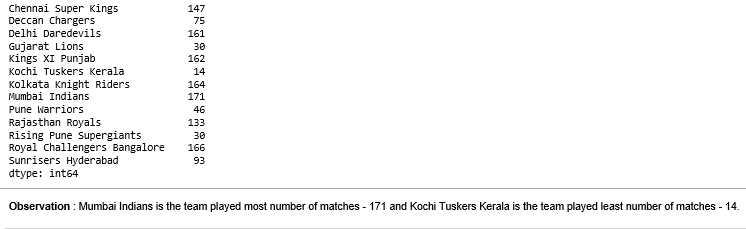 Chennai Super Kings 147
Deccan Chargers 75
Delhi Daredevils 161
Gujarat Lions 30
Kings XI Punjab 162
Kochi Tuskers Kerala 14
Kolkata Knight Riders 164
Mumbai Indians 171
Pune Warriors 46
Rajasthan Royals 133
Rising Pune Supergiants 30
Royal Challengers Bangalore 166
Sunrisers Hyderabad 93
dtype: int64
Observation : Mumbai Indians is the team played most number of matches - 171 and Kochi Tuskers Kerala is the team played least number of matches - 14.